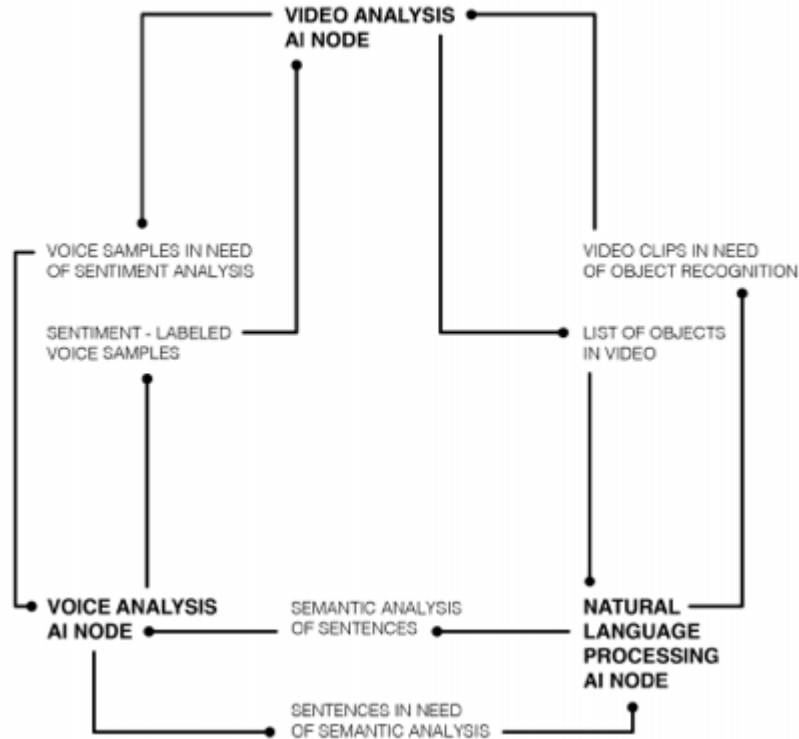 VIDEO ANALYSIS
AI NODE
VOICE SAMPLES IN NEED
OF SENTIMENT ANALYSIS
VIDEO CLIPS IN NEED
OF OBJECT RECOGNITION
SENTIMENT - LABELED
VOICE SAMPLES
LIST OF OBJECTS
IN VIDEO
VOICE ANALYSIS
AI NODE
SEMANTIC ANALYSIS
OF SENTENCES
NATURAL
LANGUAGE
PROCESSING
AI NODE
SENTENCES IN NEED
OF SEMANTIC ANALYSIS